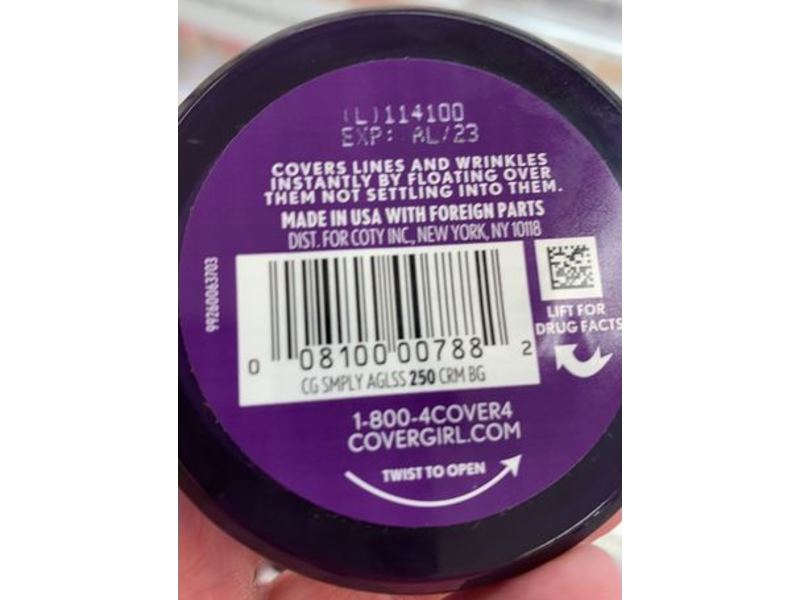 (L)114100
EXP: AL/23
COVERS LINES AND WRINKLES
INSTANTLY BY FLOATING OVER
THEM NOT SETTLING INTO THEM.
MADE IN USA WITH FOREIGN PARTS
DIST. FOR COTY INC., NEW YORK, NY 10118
99260063703
LIFT FOR
DRUG FACTS
0 08100 00788 2
CG SMPLY AGLSS 250 CRM BG
1-800-4COVER4
COVERGIRL.COM
TWIST TO OPEN